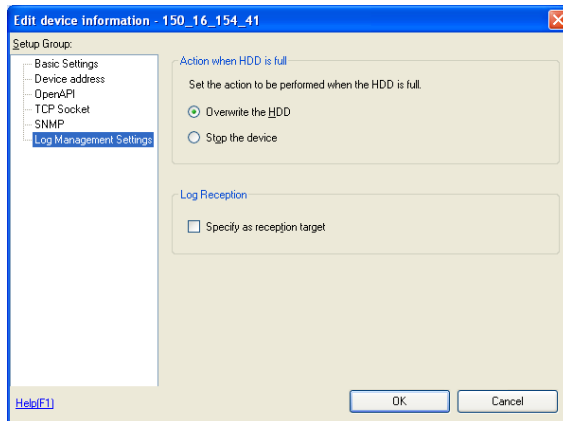 Edit device information - 150_16_154_41
Setup Group:
Basic Settings
Device address
OpenAPI
TCP Socket
SNMP
Log Management Settings
Action when HDD is full
Set the action to be performed when the HDD is full.
Overwrite the HDD
Stop the device
Log Reception
Specify as reception target
Help(F1)
OK
Cancel